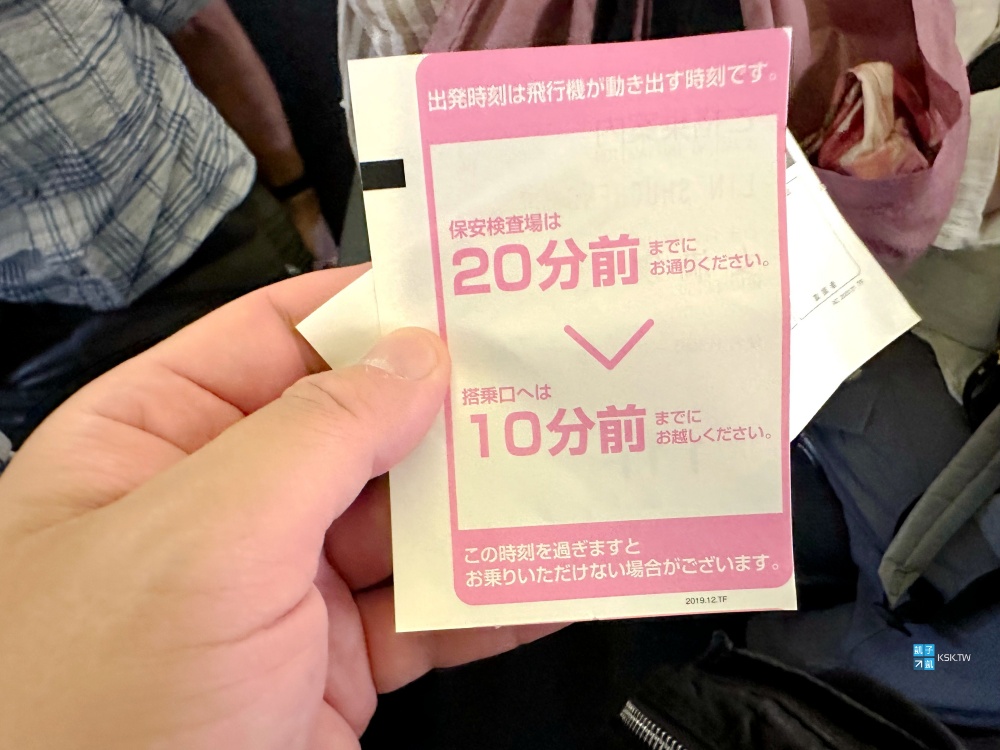 出発時刻は飛行機が動き出す時刻です。
保安検査場は
20分前 までに
お通りください。
搭乗口へは
10分前 までに
お越しください。
この時刻を過ぎますと
お乗りいただけない場合がございます。
2019.12.TF
KSK.TW